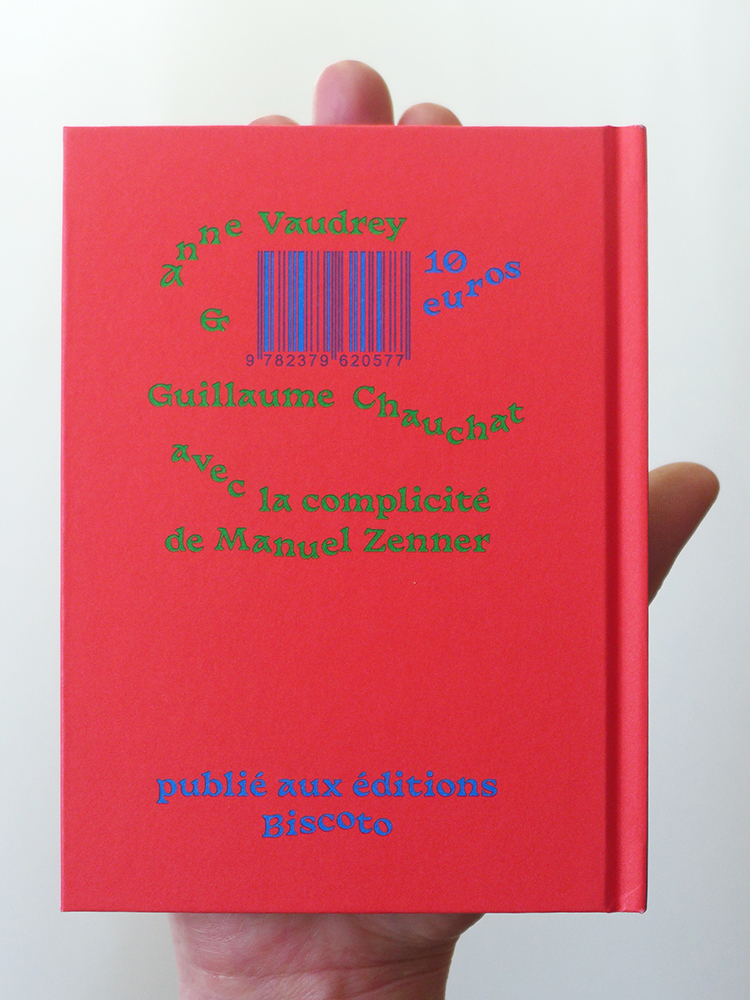 anne Vaudrey
&
10
euros
9 782379 620577
Guillaume Chauchat
avec la complicité
de Manuel Zenner
publié aux éditions
Biscoto